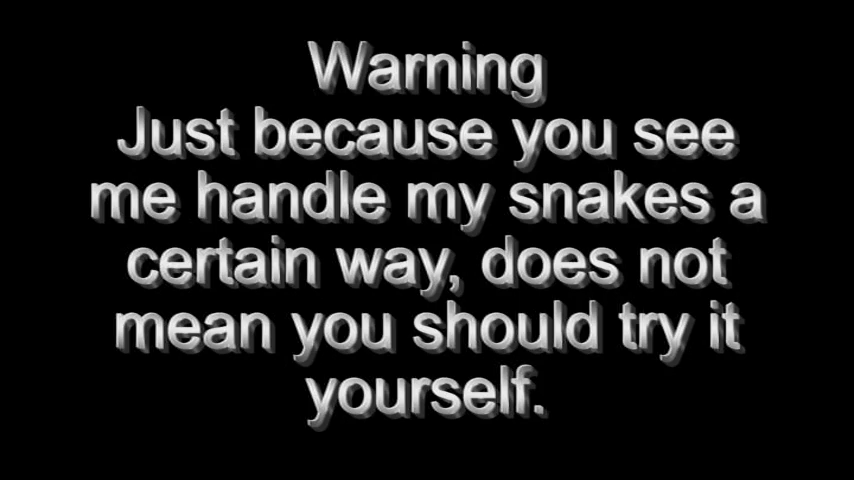 Warning
Just because you see
me handle my snakes a
certain way, does not
mean you should try it
yourself.